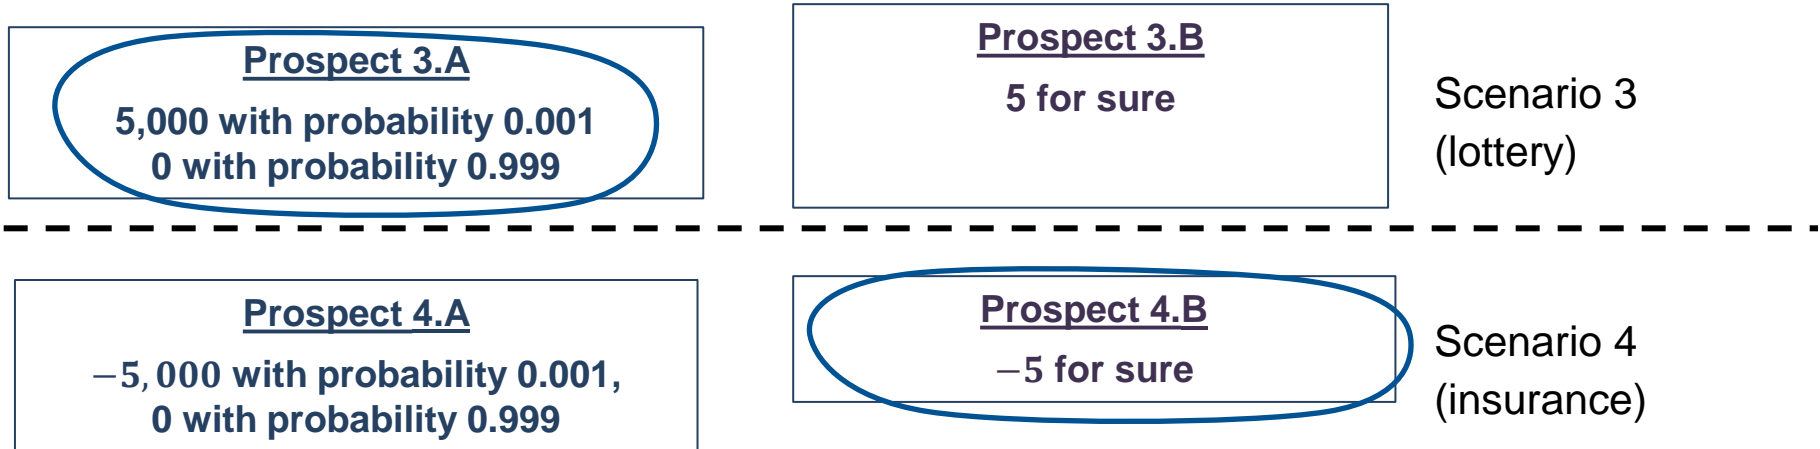 Prospect 3.A
5,000 with probability 0.001
0 with probability 0.999
Prospect 3.B
5 for sure
Scenario 3
(lottery)
Prospect 4.A
−5,000 with probability 0.001,
0 with probability 0.999
Prospect 4.B
−5 for sure
Scenario 4
(insurance)